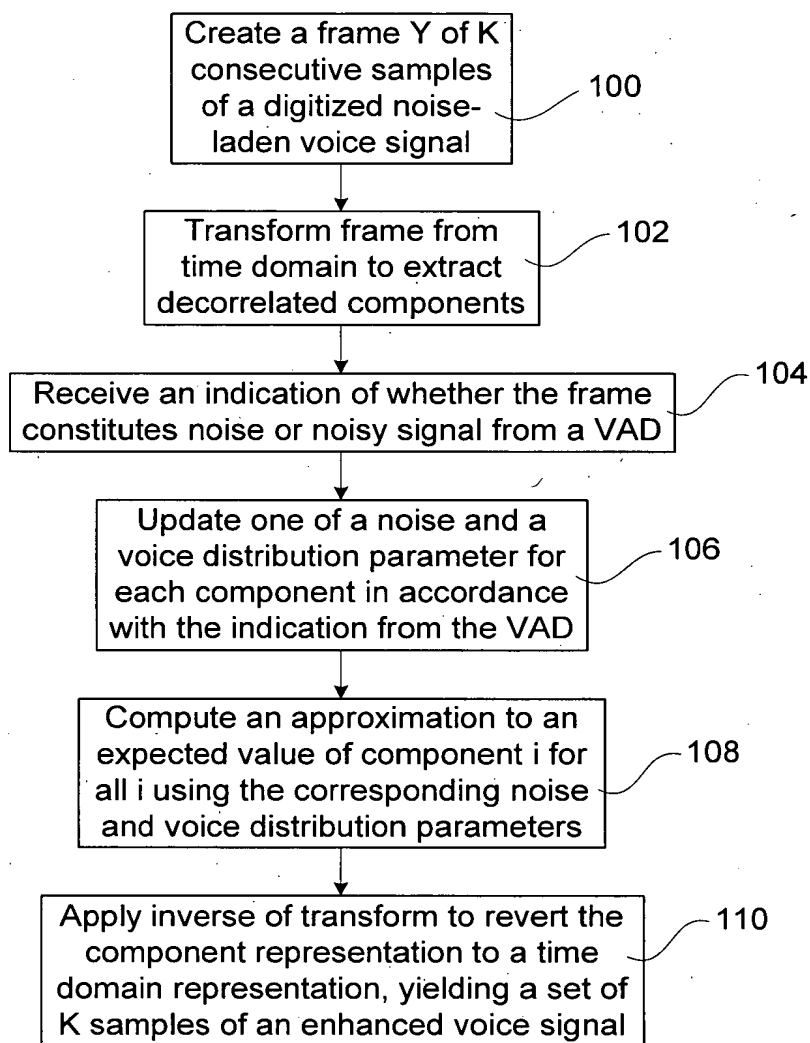 Create a frame Y of K
consecutive samples
of a digitized noise-
laden voice signal
100
Transform frame from
time domain to extract
decorrelated components
102
104
Receive an indication of whether the frame
constitutes noise or noisy signal from a VAD
Update one of a noise and a
voice distribution parameter for
each component in accordance
with the indication from the VAD
106
Compute an approximation to an
expected value of component i for
all i using the corresponding noise
and voice distribution parameters
108
Apply inverse of transform to revert the
component representation to a time
domain representation, yielding a set of
K samples of an enhanced voice signal
110